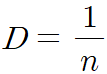 D = 1/n